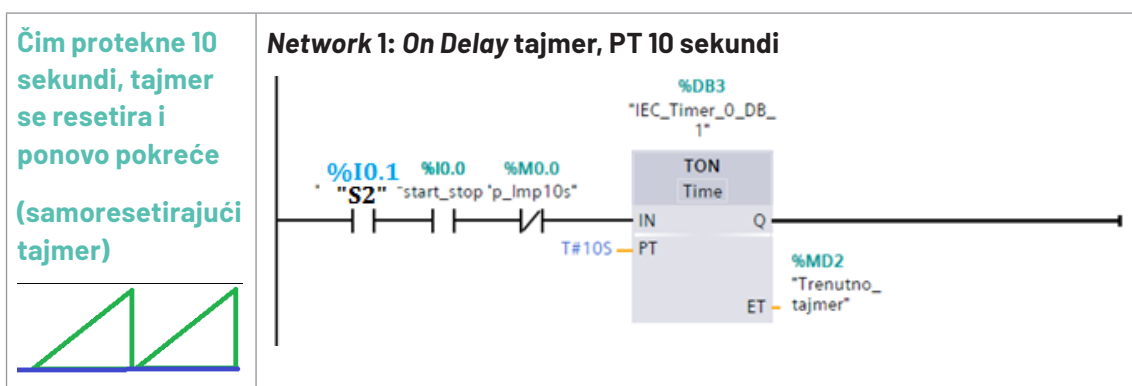 Čim protekne 10
sekundi, tajmer
se resetira i
ponovo pokreće
(samoresetirajući
tajmer)
Network 1: On Delay tajmer, PT 10 sekundi
%DB3
"IEC_Timer_0_DB_
1"
TON
Time
%I0.1 %I0.0 %M0.0
"S2" "start_stop "p_Imp10s"
IN Q
T#10S PT
%MD2
"Trenutno_
ET tajmer"